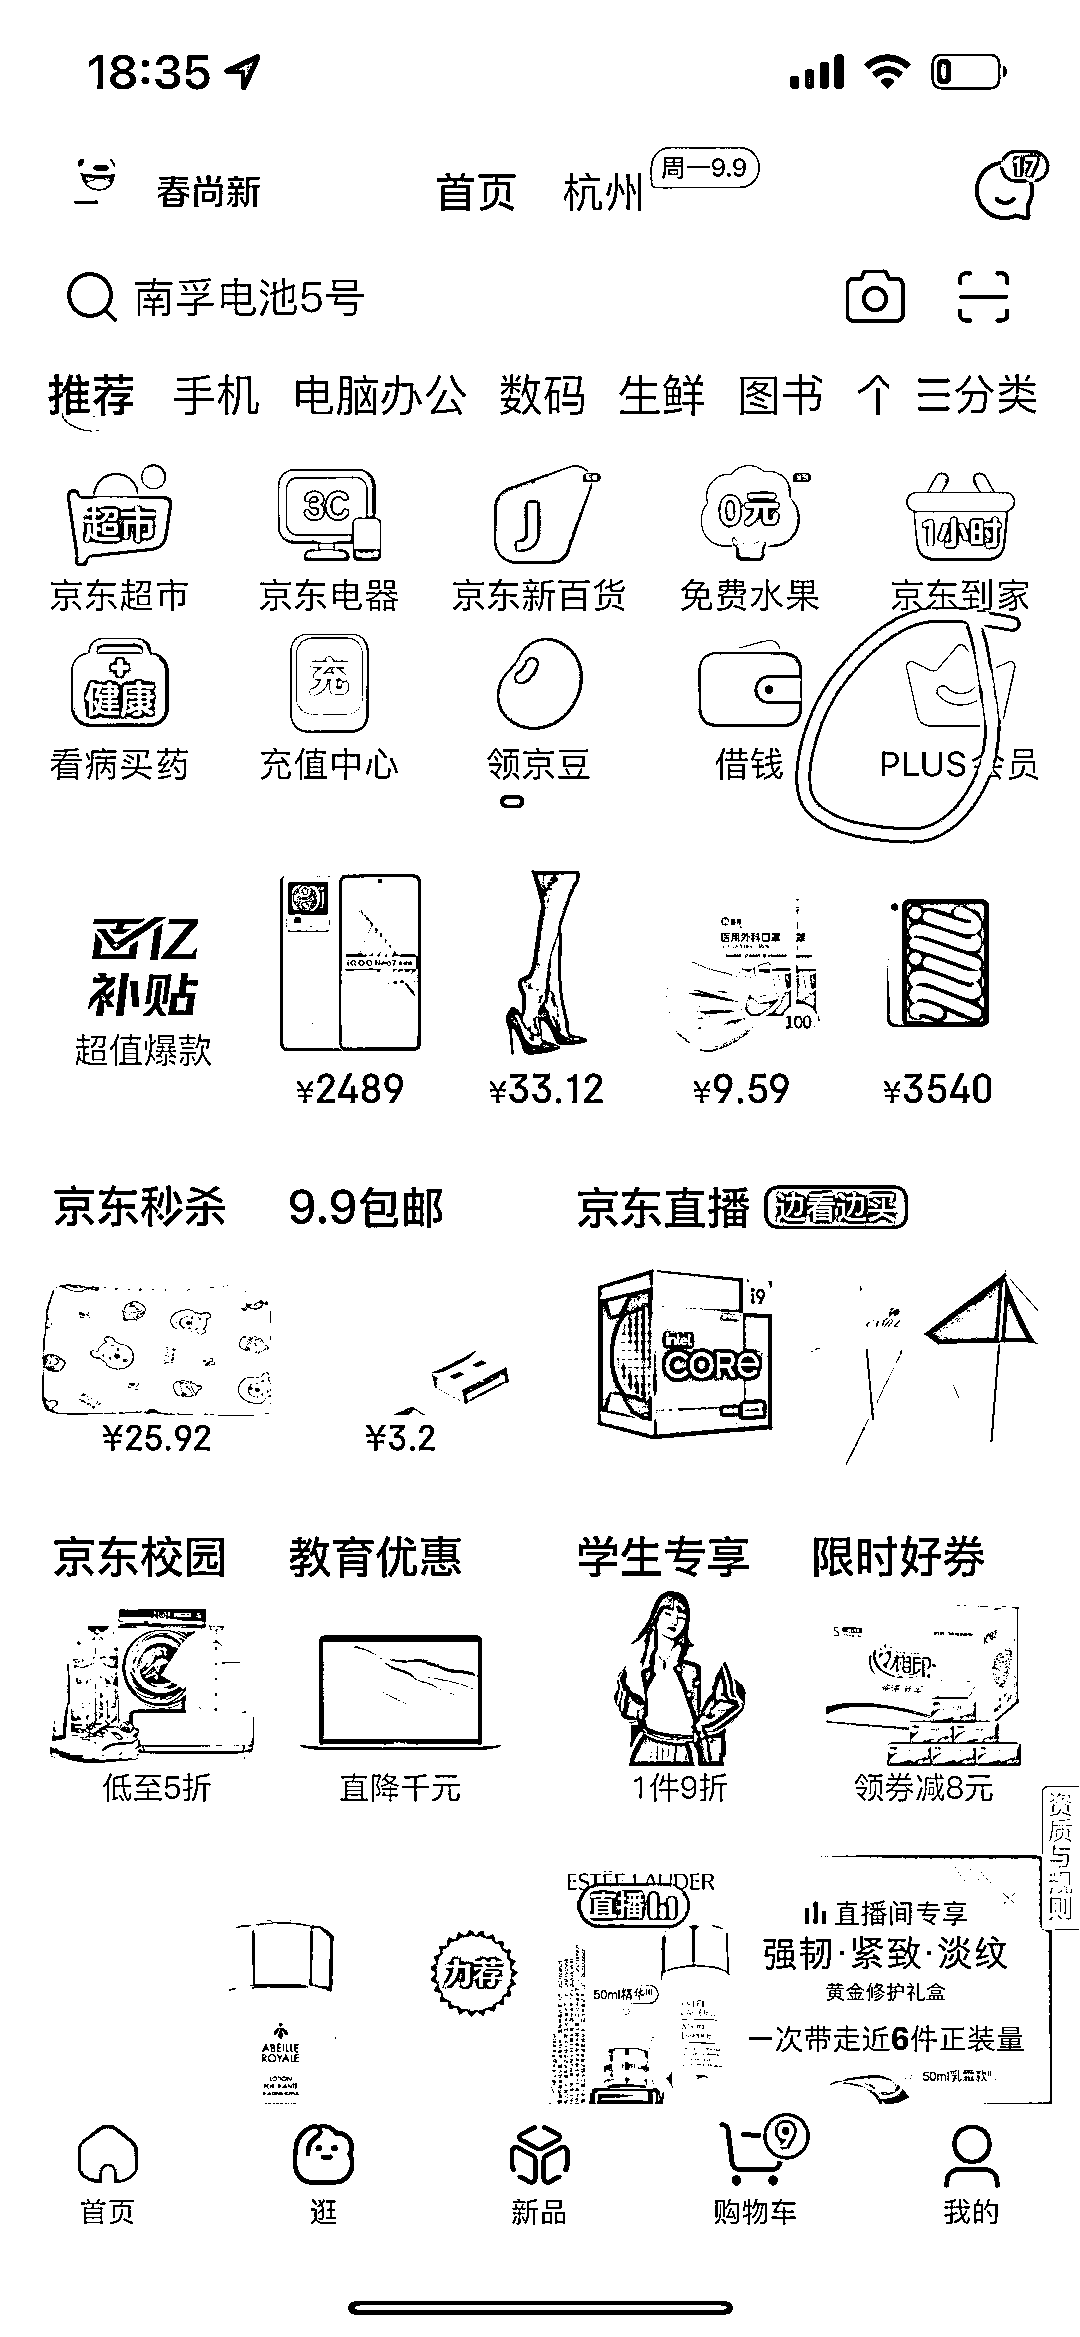 18:35
春尚新 首页 杭州 周一9.9 17
南孚电池5号
推荐 手机 电脑办公 数码 生鲜 图书 个 三分类
超市 3C J 0元 1小时
京东超市 京东电器 京东新百货 免费水果 京东到家
健康 充
看病买药 充值中心 领京豆 借钱 PLUS会员
百亿
补贴
超值爆款
医用外科口罩
100
¥2489 ¥33.12 ¥9.59 ¥3540
京东秒杀 9.9包邮 京东直播 边看边买
i9
intel
CORE
¥25.92 ¥3.2
京东校园 教育优惠 学生专享 限时好券
心相印
低至5折 直降千元 1件9折 领券减8元
资质与规则
ESTĒE LAUDER
直播
直播间专享
强韧·紧致·淡纹
力荐
50ml精华
黄金修护礼盒
一次带走近6件正装量
ABEILLE
ROYALE
50ml乳霜款
9
首页 逛 新品 购物车 我的